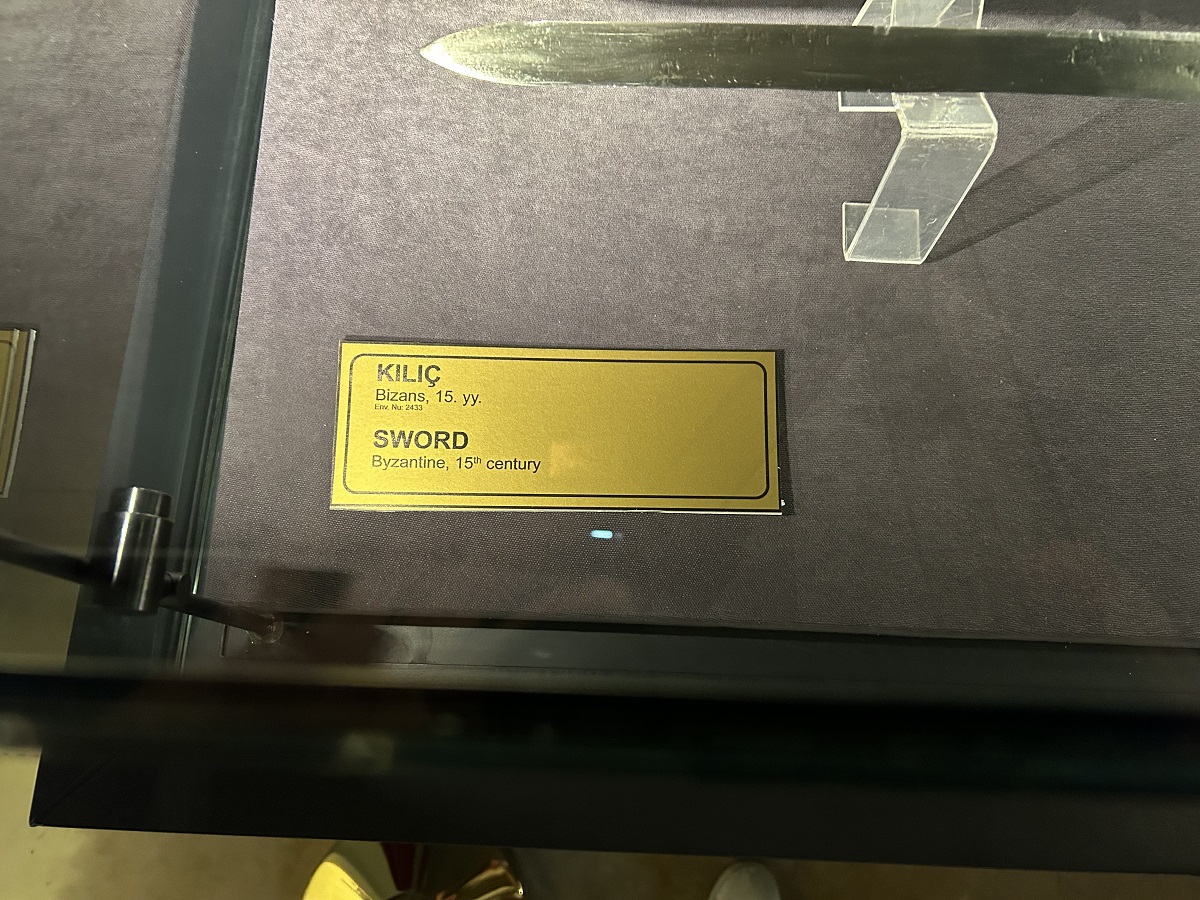 KILIÇ
Bizans, 15. yy.
Env. Nu: 2433
SWORD
Byzantine, 15th century